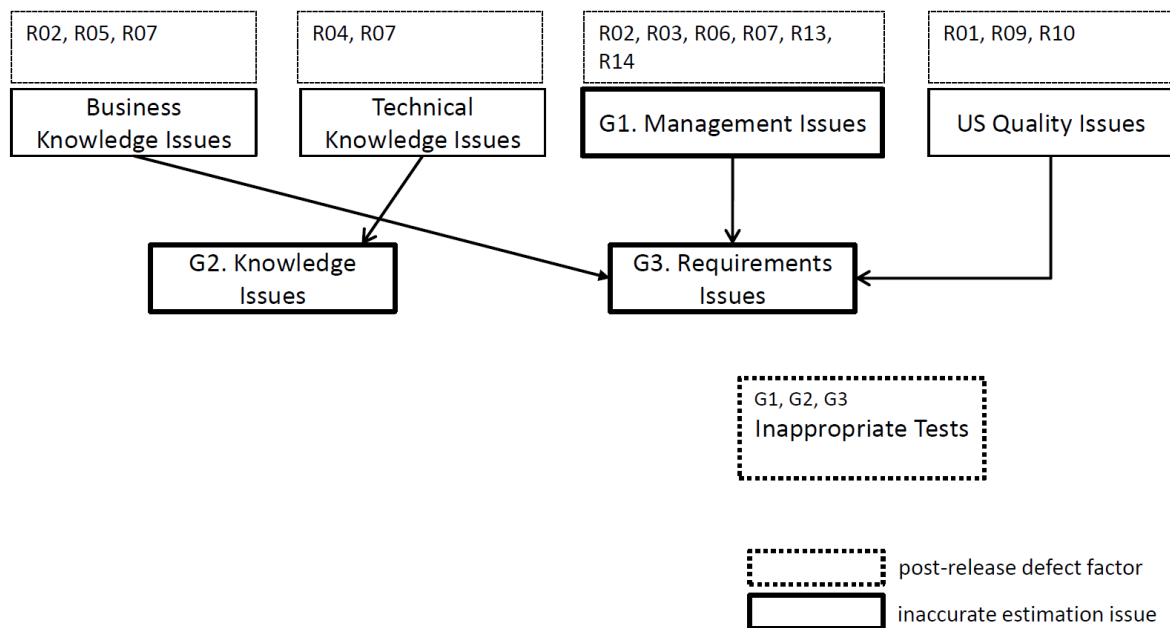 R02, R05, R07
R04, R07
R02, R03, R06, R07, R13,
R14
R01, R09, R10
Business
Knowledge Issues
Technical
Knowledge Issues
G1. Management Issues
US Quality Issues
G2. Knowledge
Issues
G3. Requirements
Issues
G1, G2, G3
Inappropriate Tests
post-release defect factor
inaccurate estimation issue